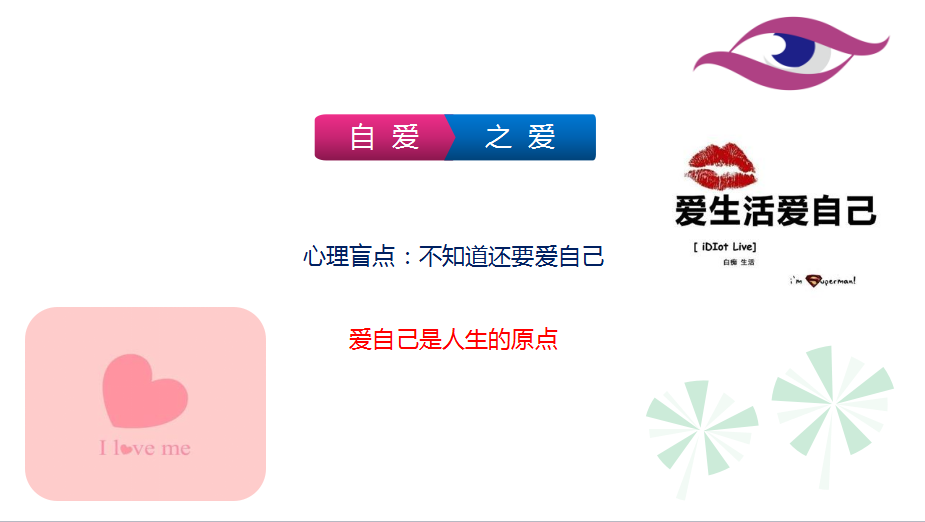 自 爱 之 爱
爱生活爱自己
[ iDIot Live]
白痴 生活
i'm Superman!
心理盲点：不知道还要爱自己
爱自己是人生的原点
I love me